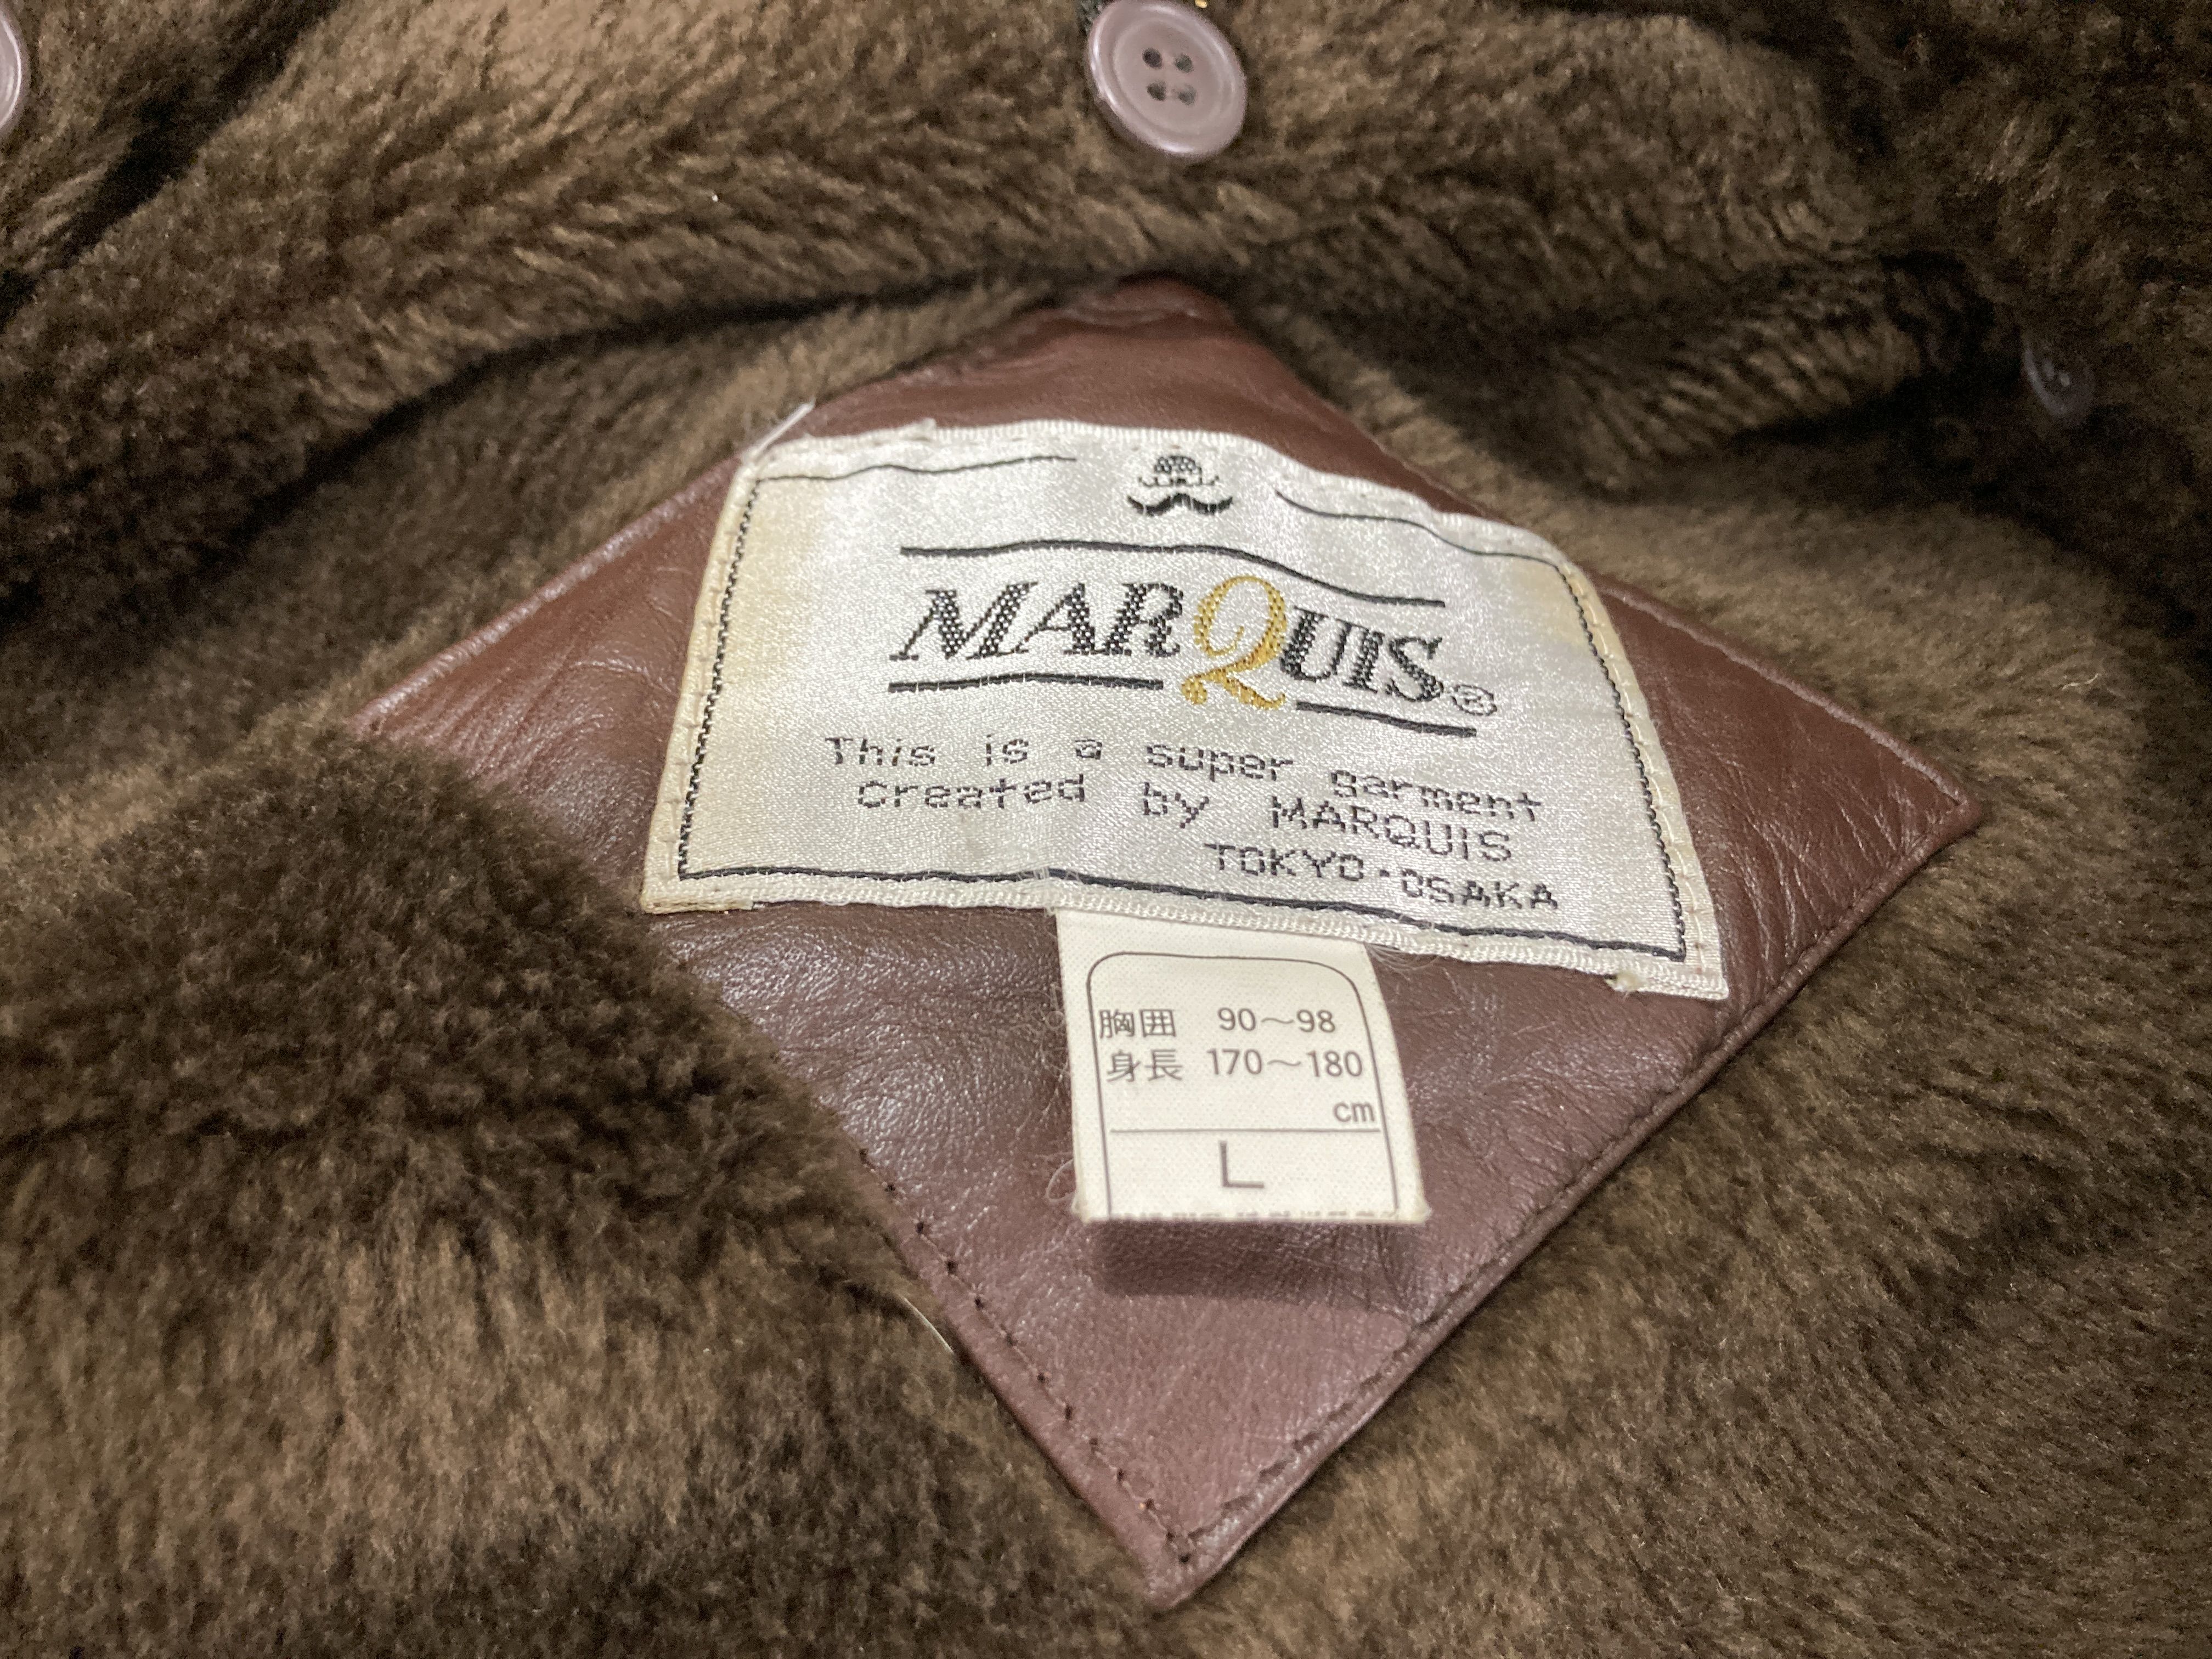 MARQUIS®
This is a super garment
created by MARQUIS
TOKYO・OSAKA
胸囲 90～98
身長 170～180
cm
L